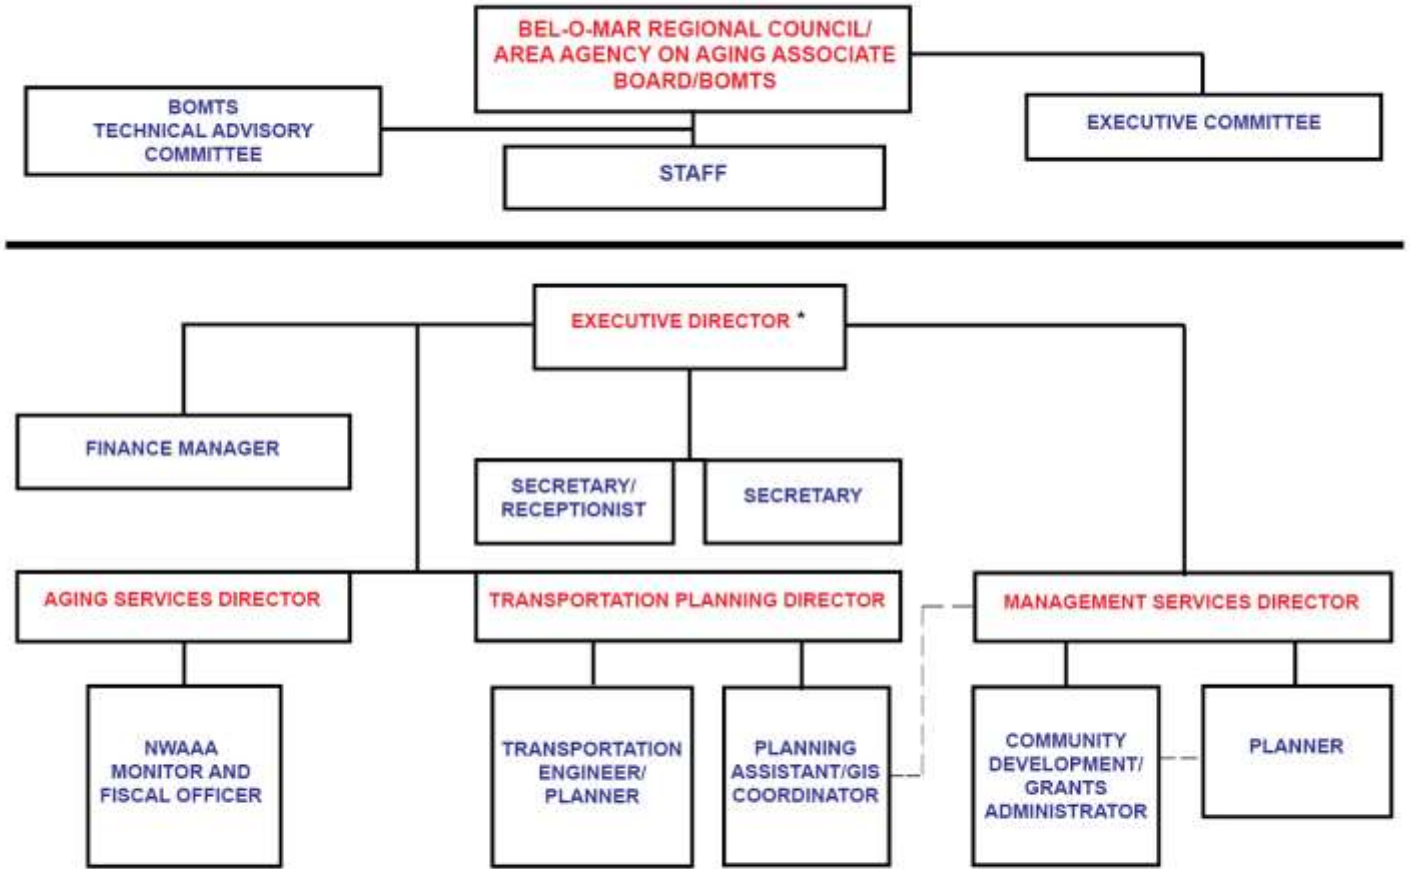 BEL-O-MAR REGIONAL COUNCIL/
AREA AGENCY ON AGING ASSOCIATE
BOARD/BOMTS
BOMTS
TECHNICAL ADVISORY
COMMITTEE
EXECUTIVE COMMITTEE
STAFF
EXECUTIVE DIRECTOR *
FINANCE MANAGER
SECRETARY/
RECEPTIONIST
SECRETARY
AGING SERVICES DIRECTOR
TRANSPORTATION PLANNING DIRECTOR
MANAGEMENT SERVICES DIRECTOR
NWAAA
MONITOR AND
FISCAL OFFICER
TRANSPORTATION
ENGINEER/
PLANNER
PLANNING
ASSISTANT/GIS
COORDINATOR
COMMUNITY
DEVELOPMENT/
GRANTS
ADMINISTRATOR
PLANNER